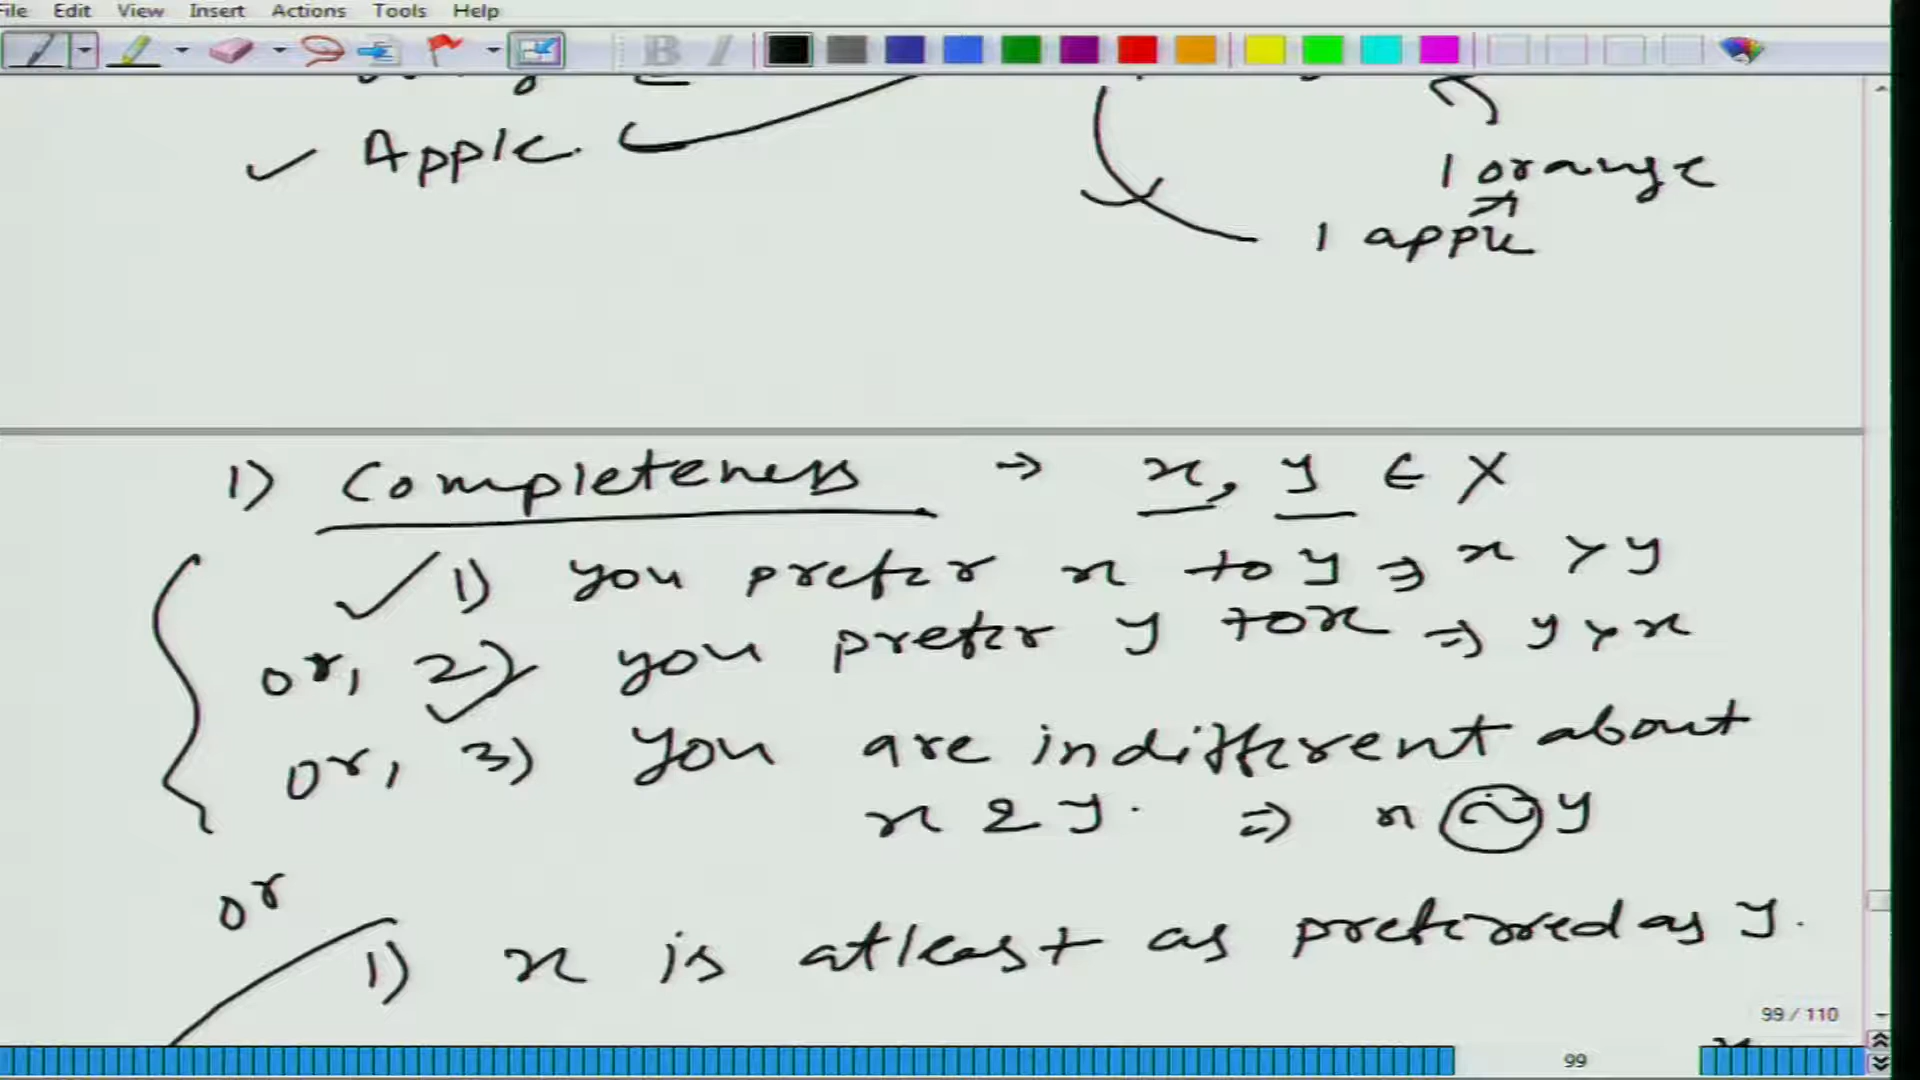 File Edit View Insert Actions Tools Help
B I
Apple.
1 orange
1 apple
1) Completeness → x, y ∈ X
1) you prefer x to y ⇒ x > y
or, 2) you prefer y to x ⇒ y > x
or, 3) you are indifferent about
x & y. ⇒ x ~ y
or
1) x is atleast as preferred as y.
99 / 110
99